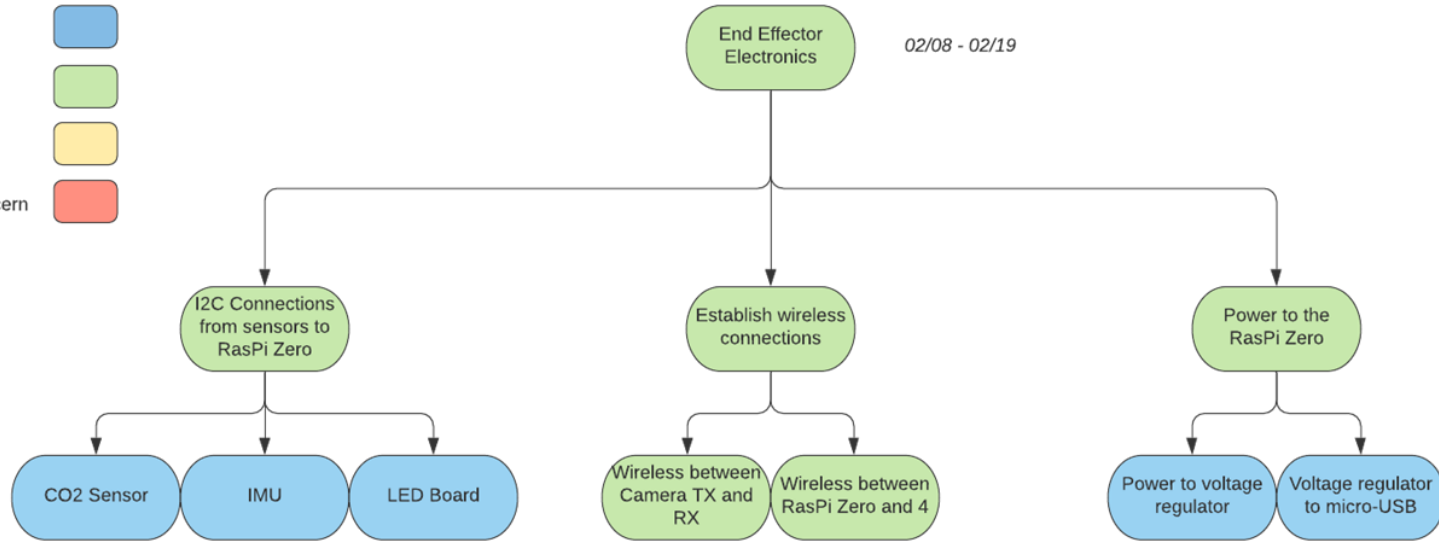 End Effector
Electronics
02/08 - 02/19
ern
I2C Connections
from sensors to
RasPi Zero
Establish wireless
connections
Power to the
RasPi Zero
CO2 Sensor
IMU
LED Board
Wireless between
Camera TX and
RX
Wireless between
RasPi Zero and 4
Power to voltage
regulator
Voltage regulator
to micro-USB